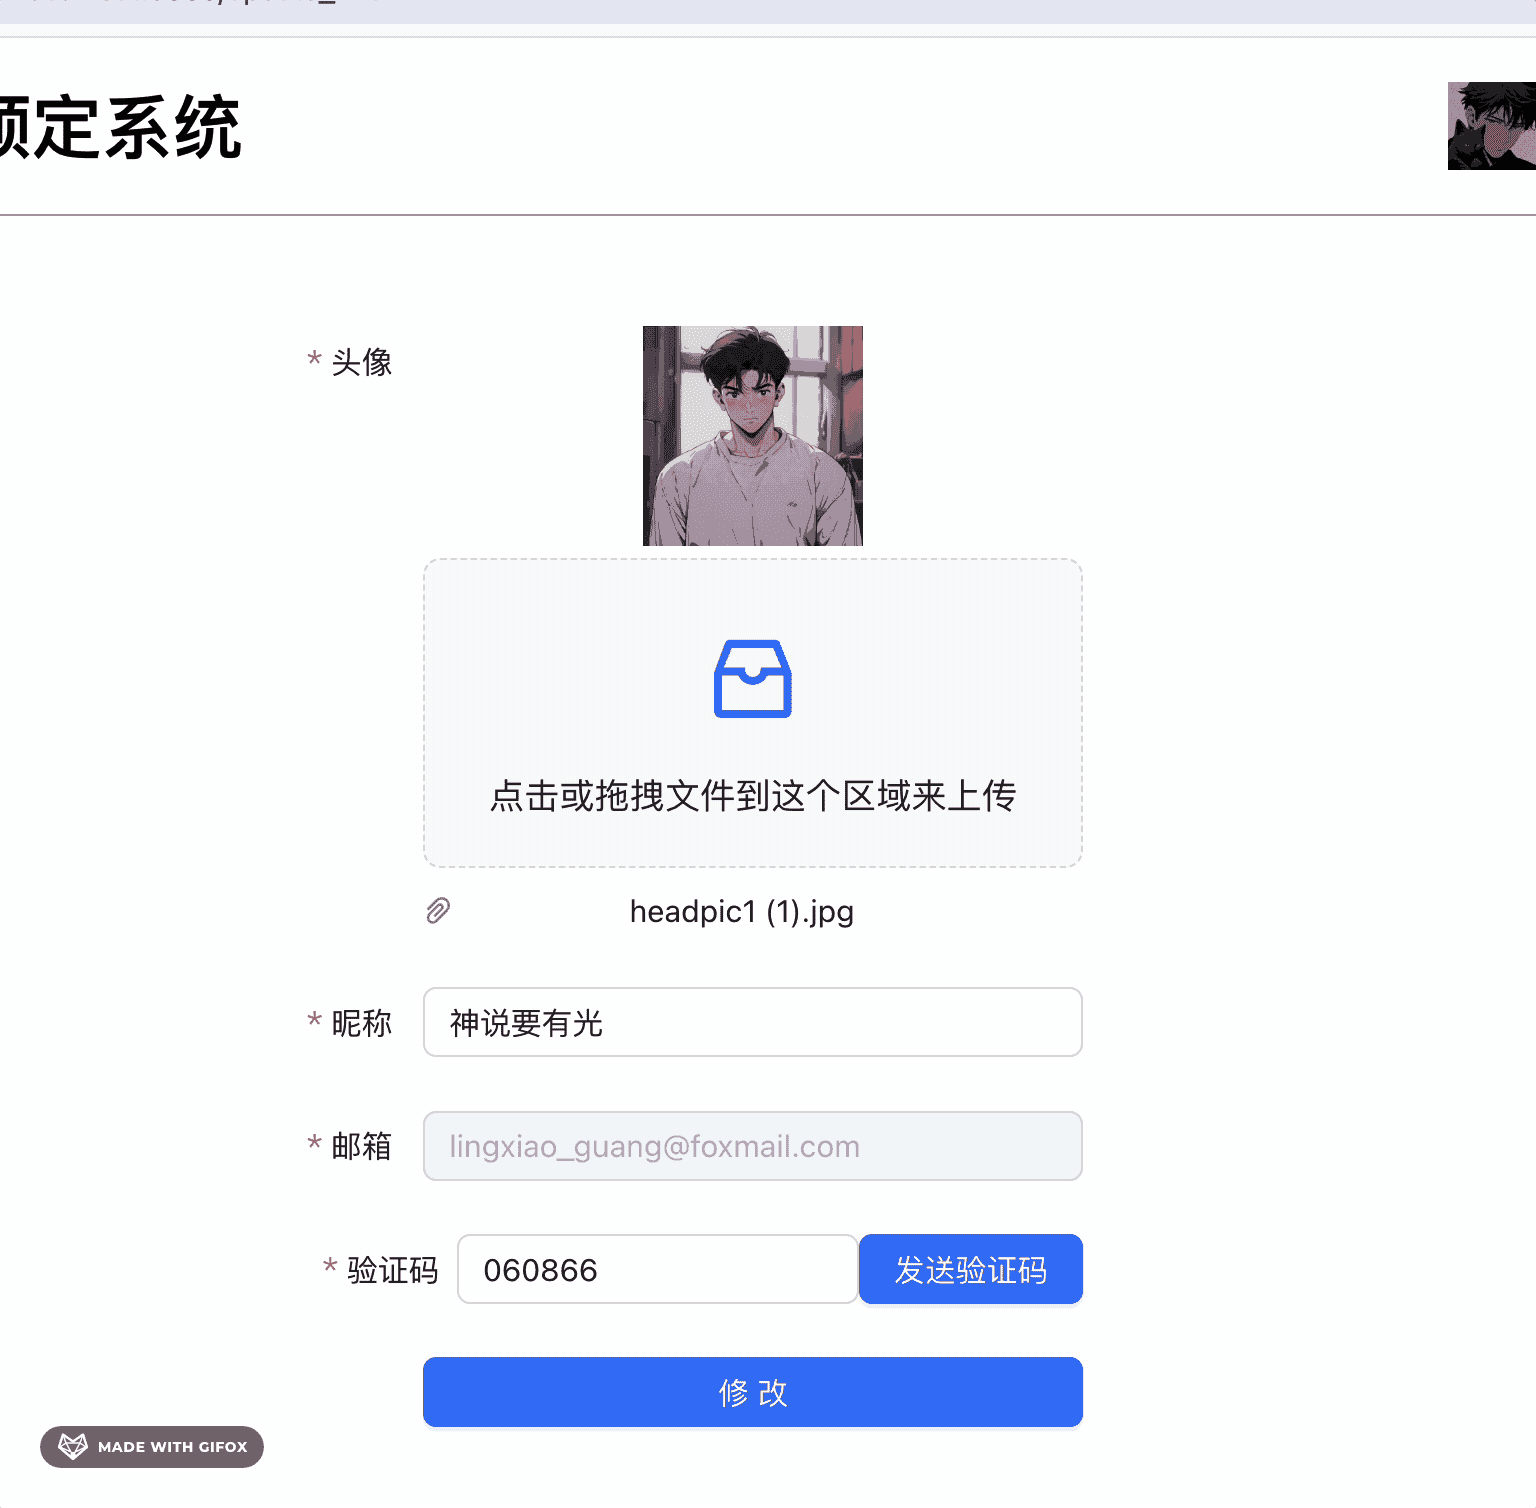 预定系统
* 头像
点击或拖拽文件到这个区域来上传
headpic1 (1).jpg
* 昵称 神说要有光
* 邮箱 lingxiao_guang@foxmail.com
* 验证码 060866 发送验证码
修 改
MADE WITH GIFOX